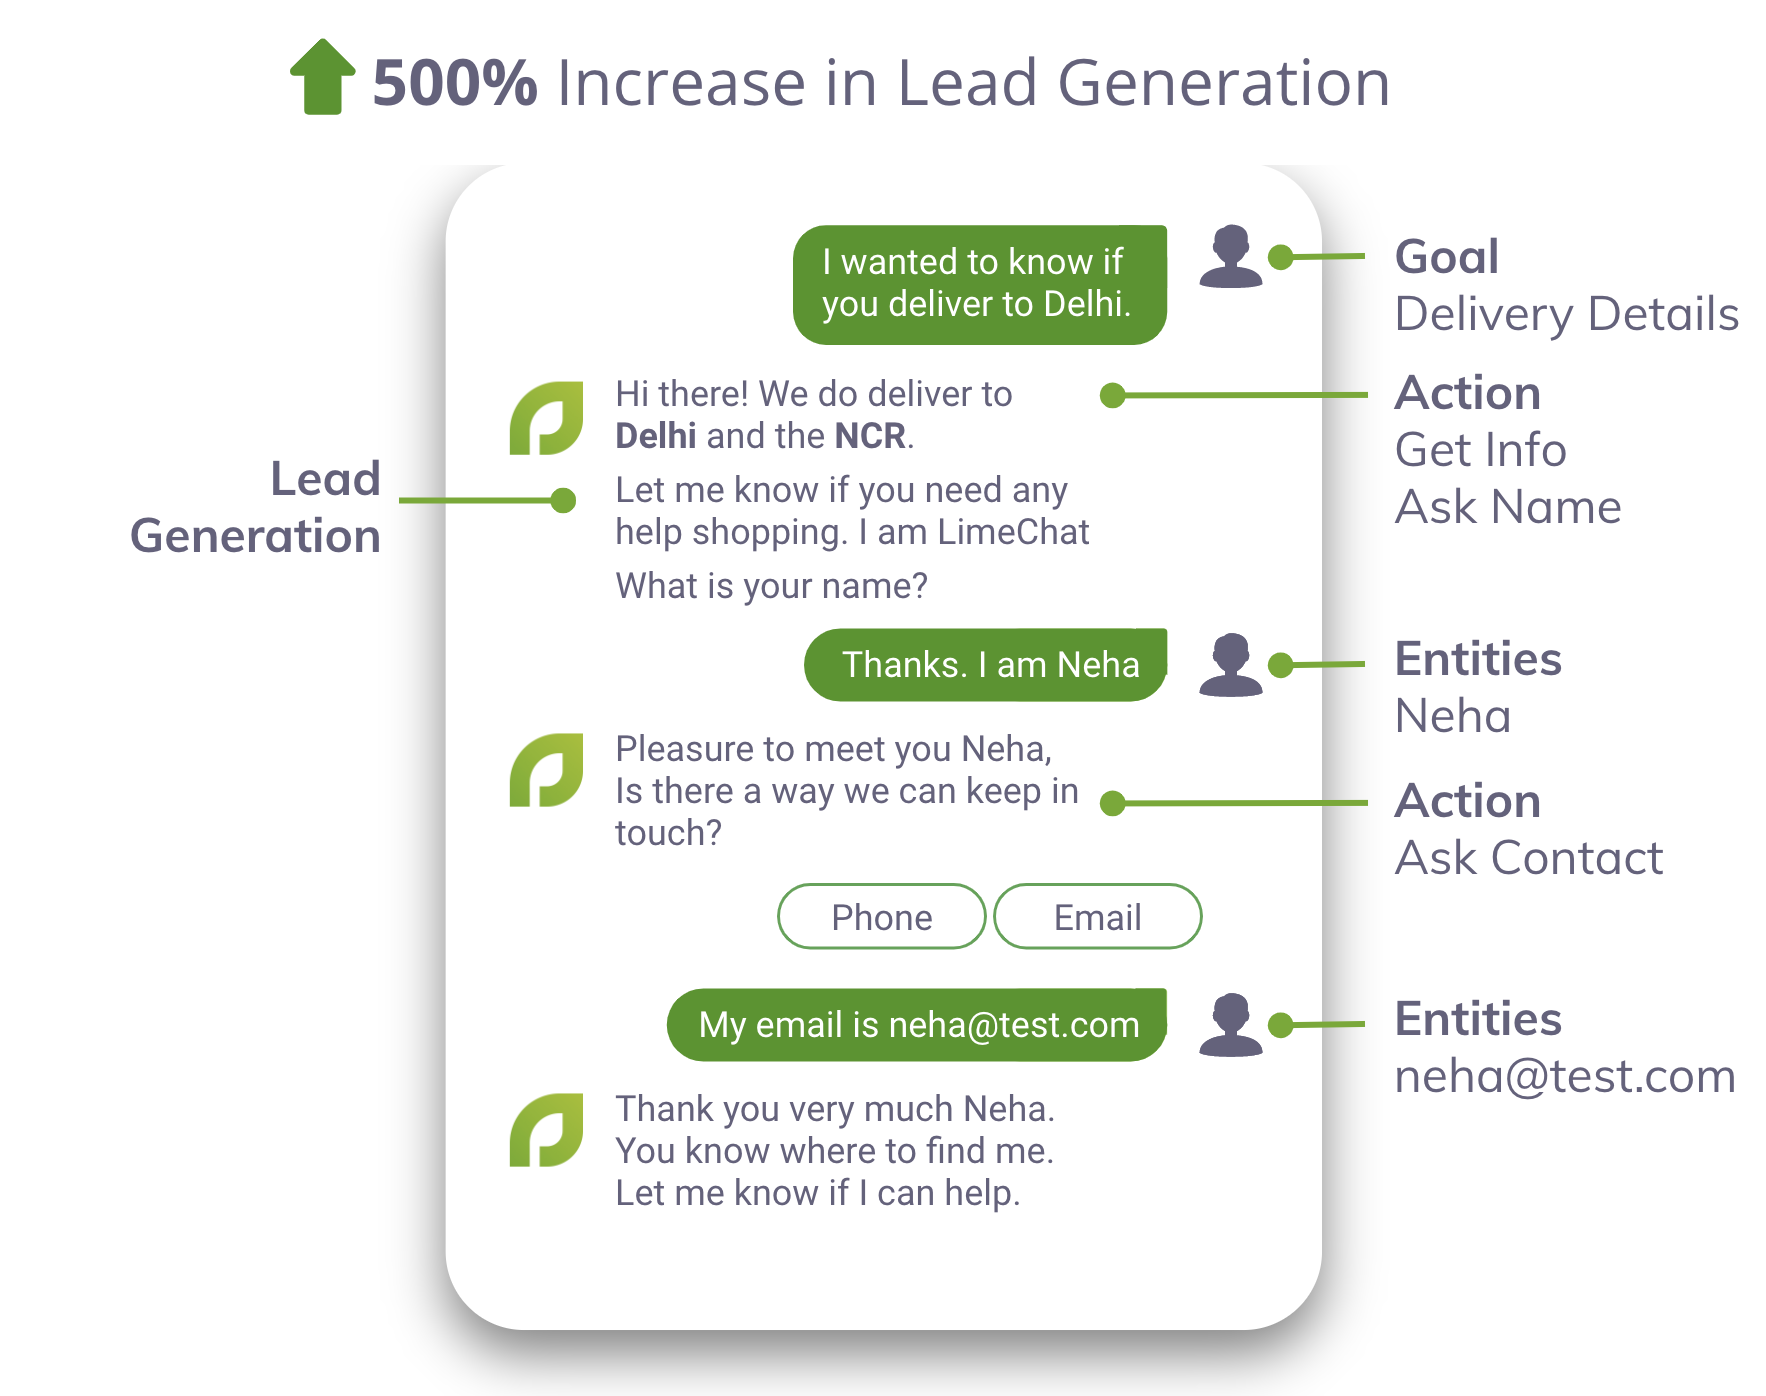 500% Increase in Lead Generation
I wanted to know if
you deliver to Delhi.
Goal
Delivery Details
Hi there! We do deliver to
Delhi and the NCR.
Action
Get Info
Ask Name
Lead
Generation
Let me know if you need any
help shopping. I am LimeChat
What is your name?
Thanks. I am Neha
Entities
Neha
Pleasure to meet you Neha,
Is there a way we can keep in
touch?
Action
Ask Contact
Phone
Email
My email is neha@test.com
Entities
neha@test.com
Thank you very much Neha.
You know where to find me.
Let me know if I can help.